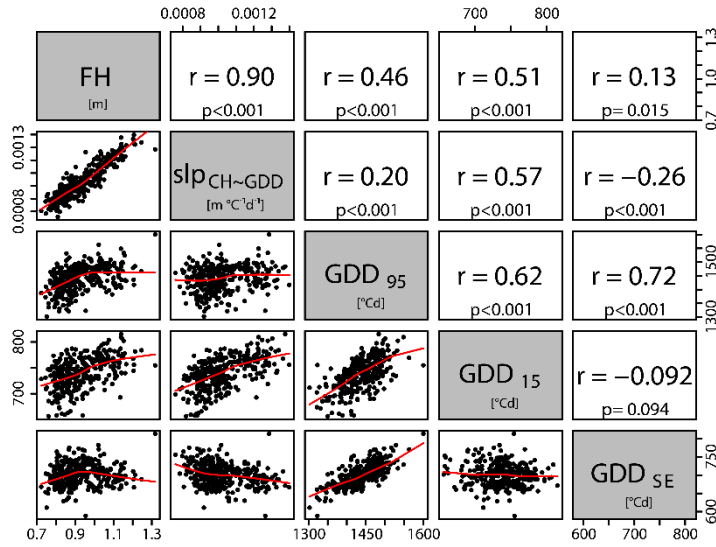 0.0008 0.0012 700 800
FH
[m]
r = 0.90
p<0.001
r = 0.46
p<0.001
r = 0.51
p<0.001
r = 0.13
p= 0.015
0.7 1.0 1.3
0.0008 0.0013
slp CH~GDD
[m °C⁻¹d⁻¹]
r = 0.20
p<0.001
r = 0.57
p<0.001
r = −0.26
p<0.001
GDD 95
[°Cd]
r = 0.62
p<0.001
r = 0.72
p<0.001
1300 1500
700 800
GDD 15
[°Cd]
r = −0.092
p= 0.094
GDD SE
[°Cd]
600 750
0.7 0.9 1.1 1.3
1300 1450 1600
600 700 800